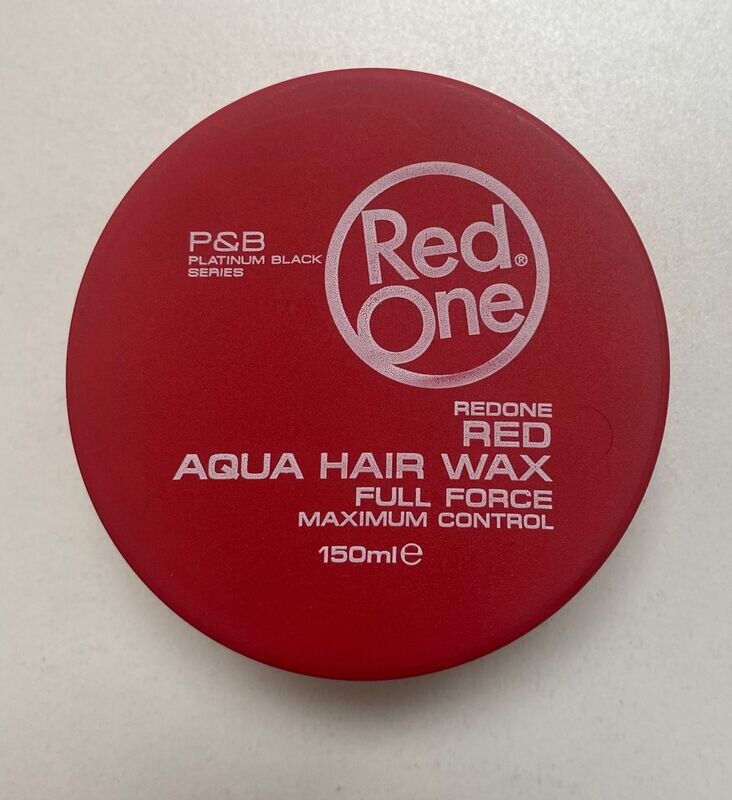 P&B
PLATINUM BLACK
SERIES
Red®
One
REDONE
RED
AQUA HAIR WAX
FULL FORCE
MAXIMUM CONTROL
150ml℮